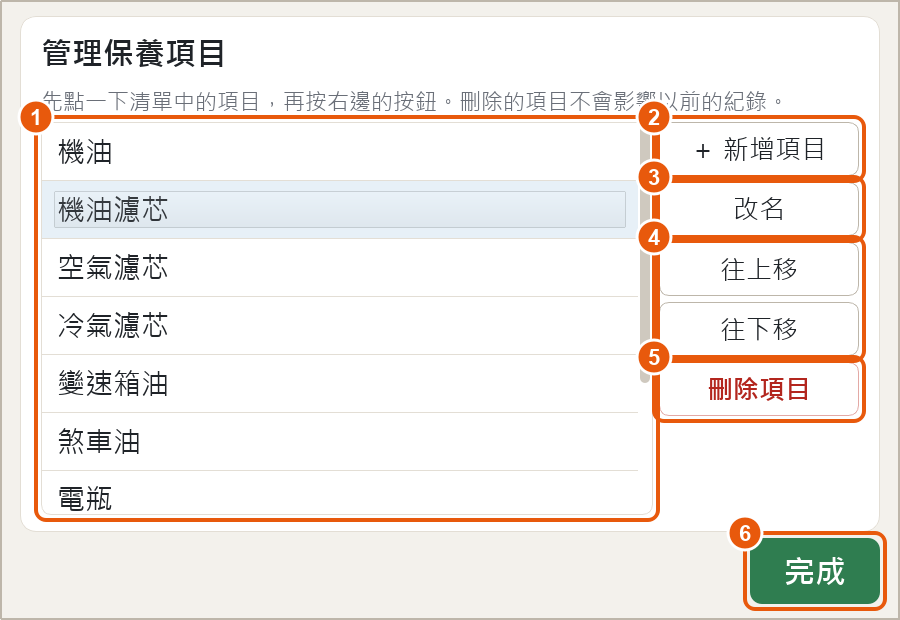 管理保養項目
先點一下清單中的項目，再按右邊的按鈕。刪除的項目不會影響以前的紀錄。
1
2
機油
+ 新增項目
3
機油濾芯
改名
4
空氣濾芯
往上移
冷氣濾芯
往下移
5
變速箱油
刪除項目
煞車油
電瓶
6
完成